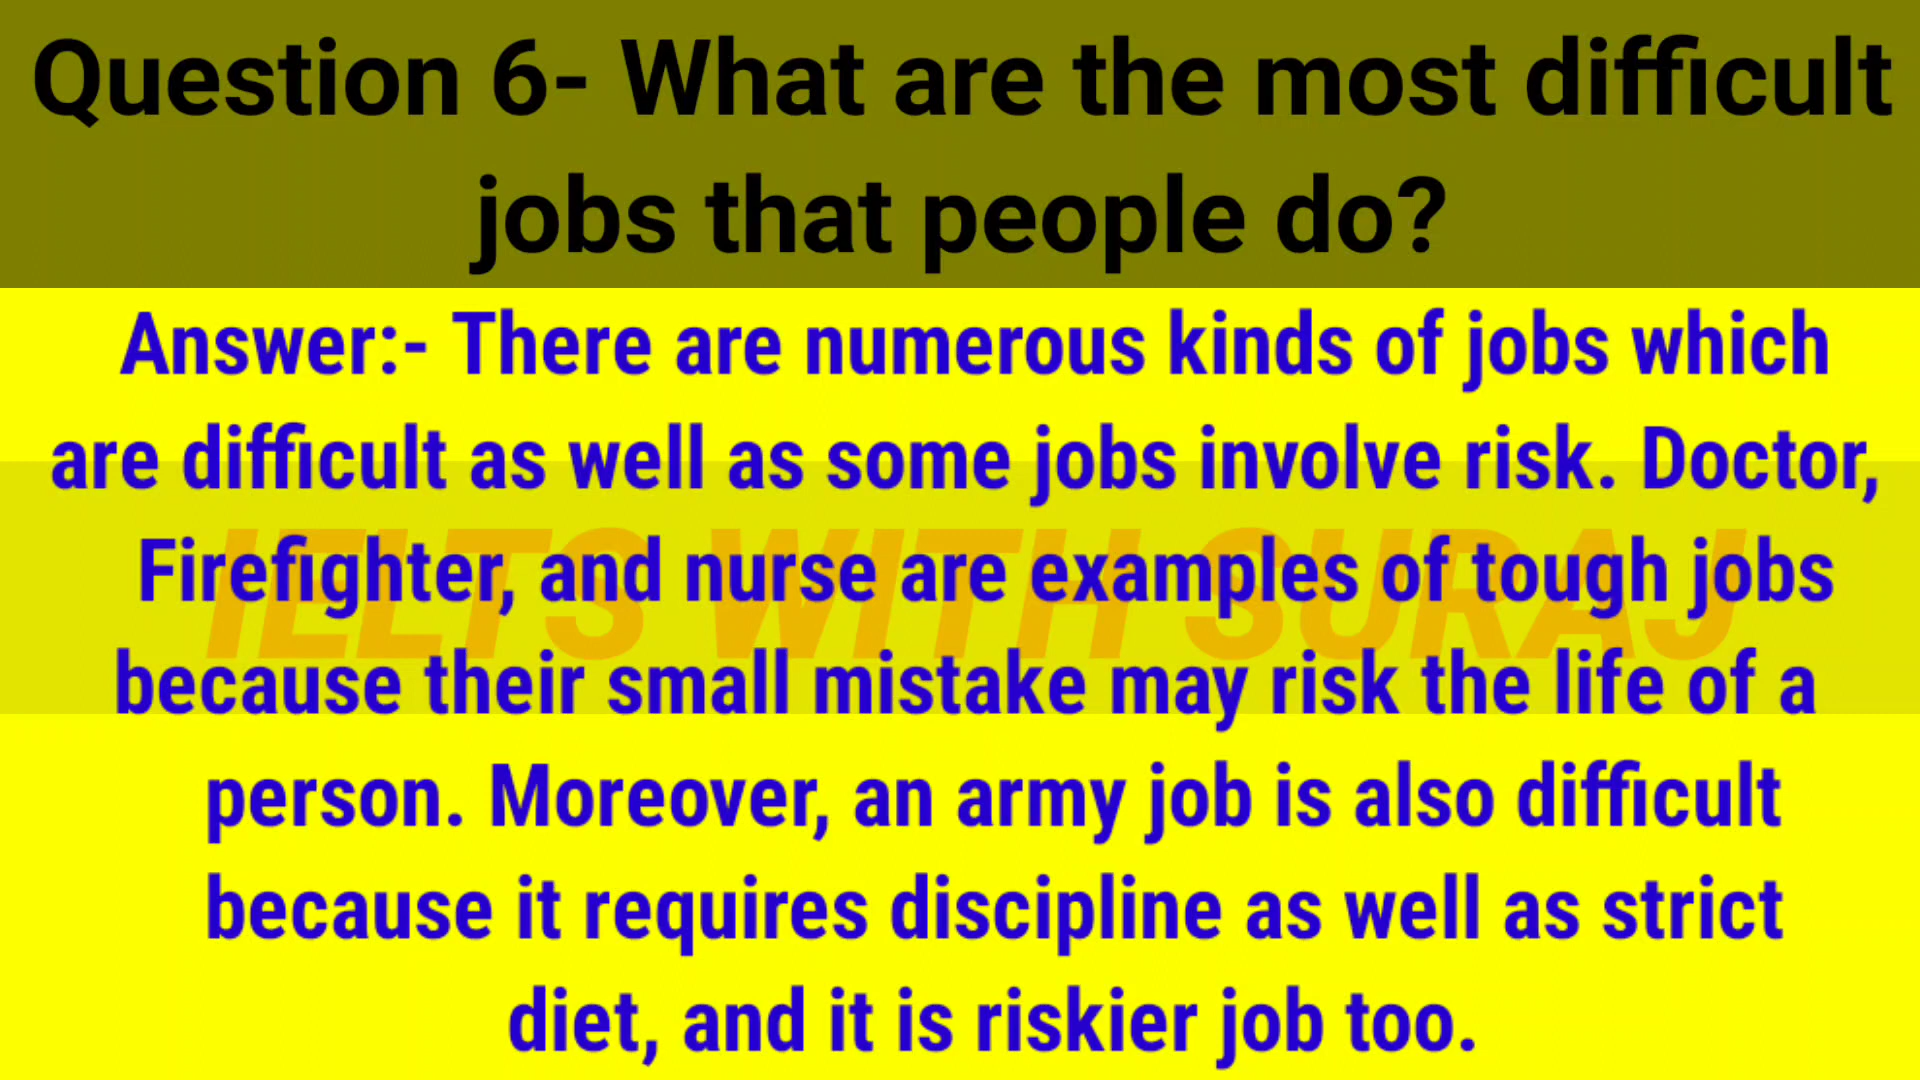 Question 6- What are the most difficult
jobs that people do?
Answer:- There are numerous kinds of jobs which
are difficult as well as some jobs involve risk. Doctor,
Firefighter, and nurse are examples of tough jobs
IELTS WITH SURAJ
because their small mistake may risk the life of a
person. Moreover, an army job is also difficult
because it requires discipline as well as strict
diet, and it is riskier job too.